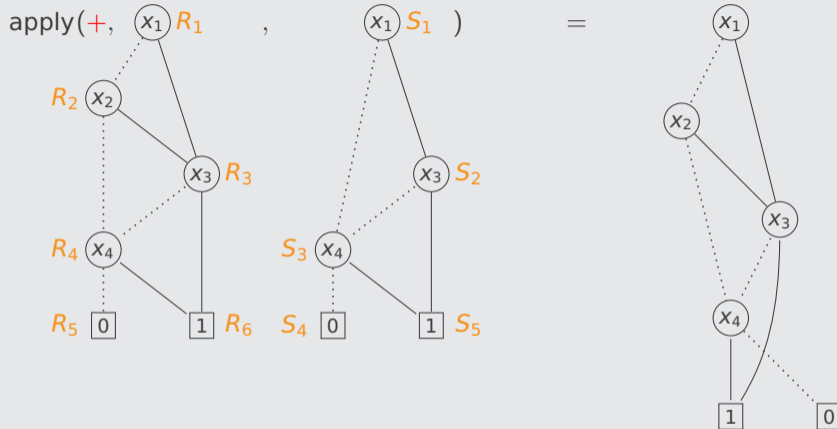 apply(+, x₁ R₁ , x₁ S₁ ) = x₁
R₂ x₂ x₂
x₃ R₃ x₃ S₂ x₃
R₄ x₄ S₃ x₄ x₄
R₅ 0 1 R₆ S₄ 0 1 S₅
1 0